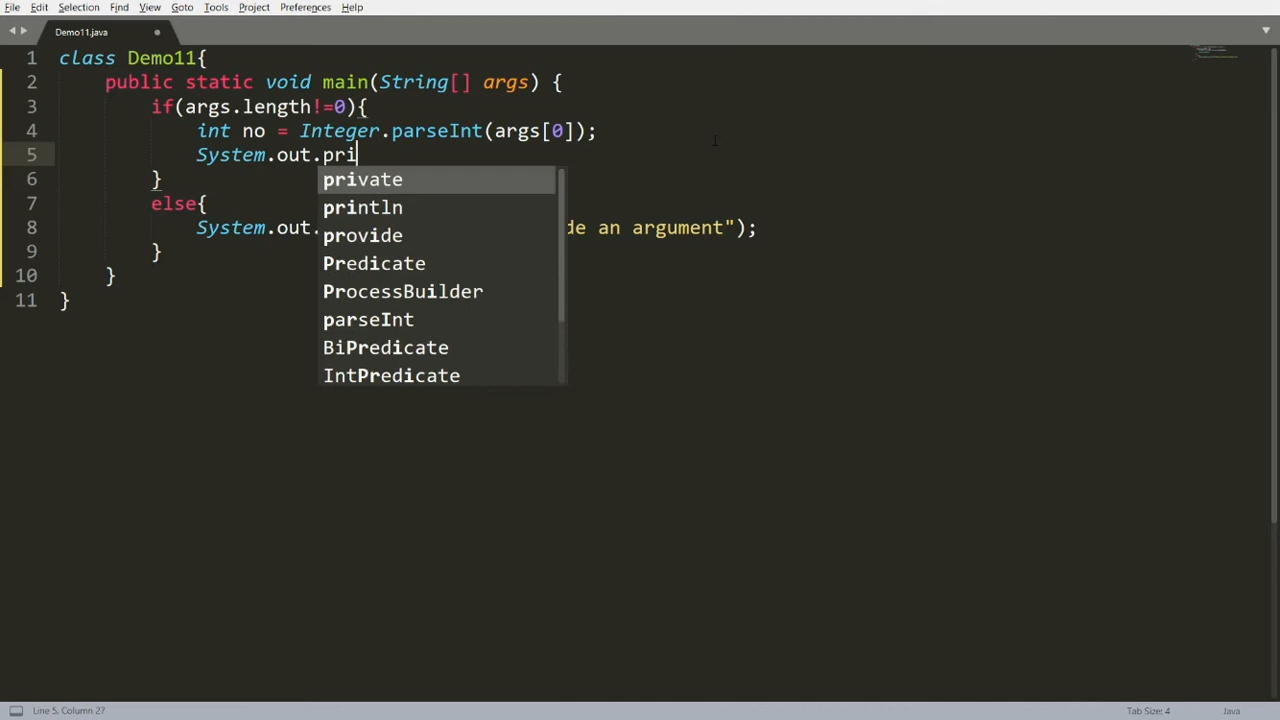 File Edit Selection Find View Goto Tools Project Preferences Help
Demo11.java
1 class Demo11{
2 public static void main(String[] args) {
3 if(args.length!=0){
4 int no = Integer.parseInt(args[0]);
5 System.out.pri
6 }
7 else{
8 System.out. de an argument");
9 }
10 }
11 }
private
println
provide
Predicate
ProcessBuilder
parseInt
BiPredicate
IntPredicate
Line 5, Column 27 Tab Size: 4 Java